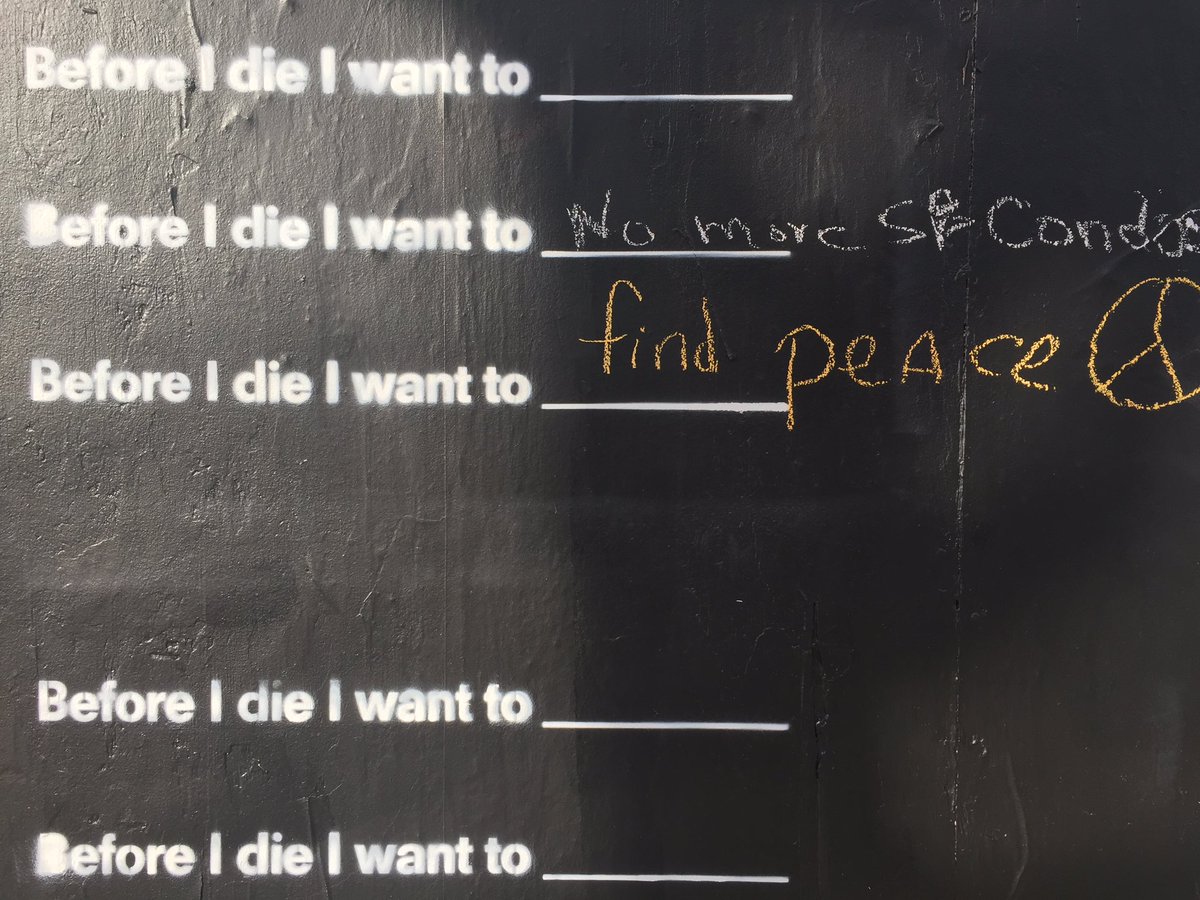 Before I die I want to
Before I die I want to No more SF Condos
find peace
Before I die I want to
Before I die I want to
Before I die I want to